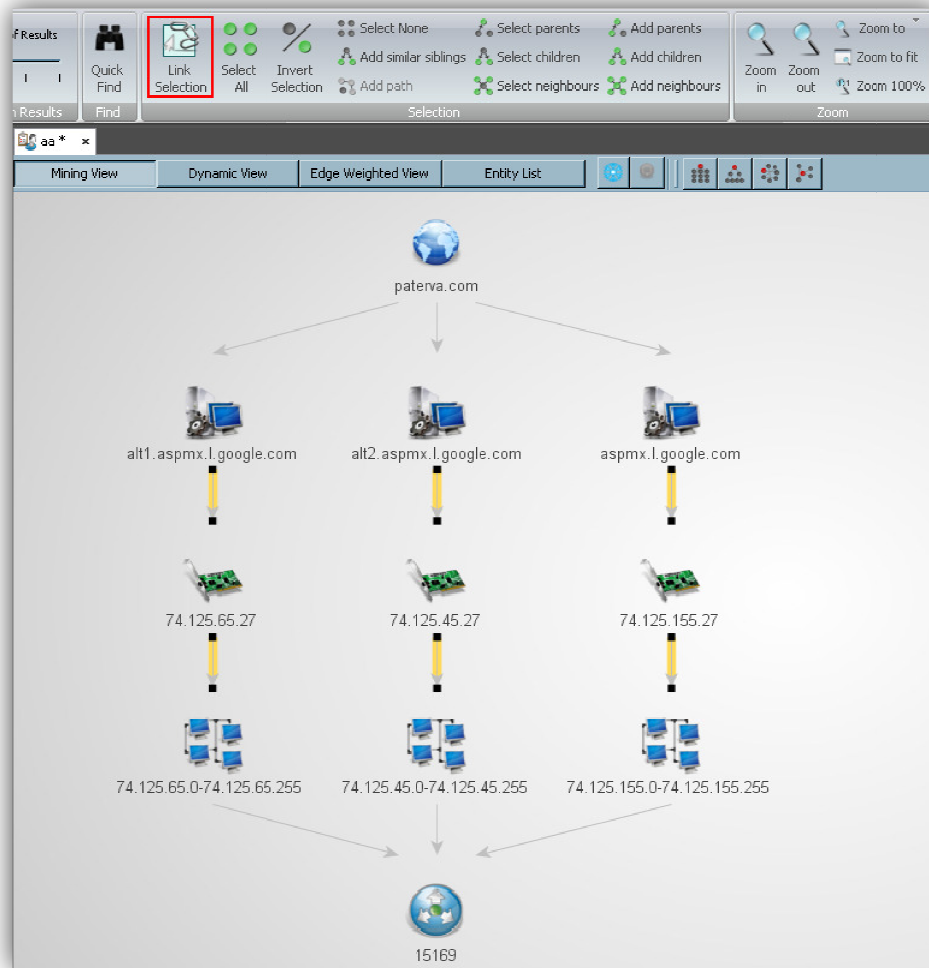 f Results
Select None
Select parents
Add parents
Zoom to
Add similar siblings
Select children
Add children
Zoom to fit
Quick
Find
Link
Selection
Select
All
Invert
Selection
Add path
Select neighbours
Add neighbours
Zoom
in
Zoom
out
Zoom 100%
Results
Find
Selection
Zoom
aa *
Mining View
Dynamic View
Edge Weighted View
Entity List
paterva.com
alt1.aspmx.l.google.com
alt2.aspmx.l.google.com
aspmx.l.google.com
74.125.65.27
74.125.45.27
74.125.155.27
74.125.65.0-74.125.65.255
74.125.45.0-74.125.45.255
74.125.155.0-74.125.155.255
15169